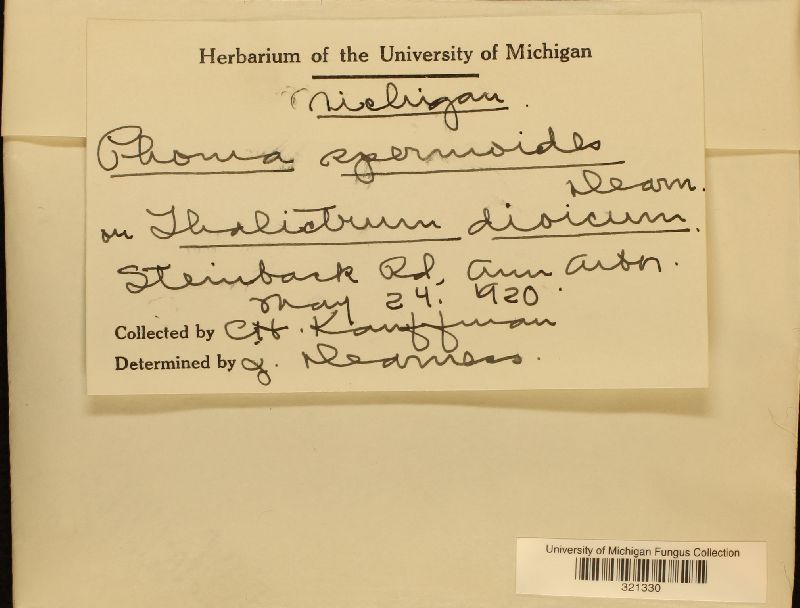 Herbarium of the University of Michigan
Michigan.
Phoma spermoides
Dearn.
on Thalictrum dioicum.
Steinback Rd, Ann Arbor.
May 24. 1920.
Collected by C.H. Kauffman
Determined by J. Dearness.
University of Michigan Fungus Collection
321330